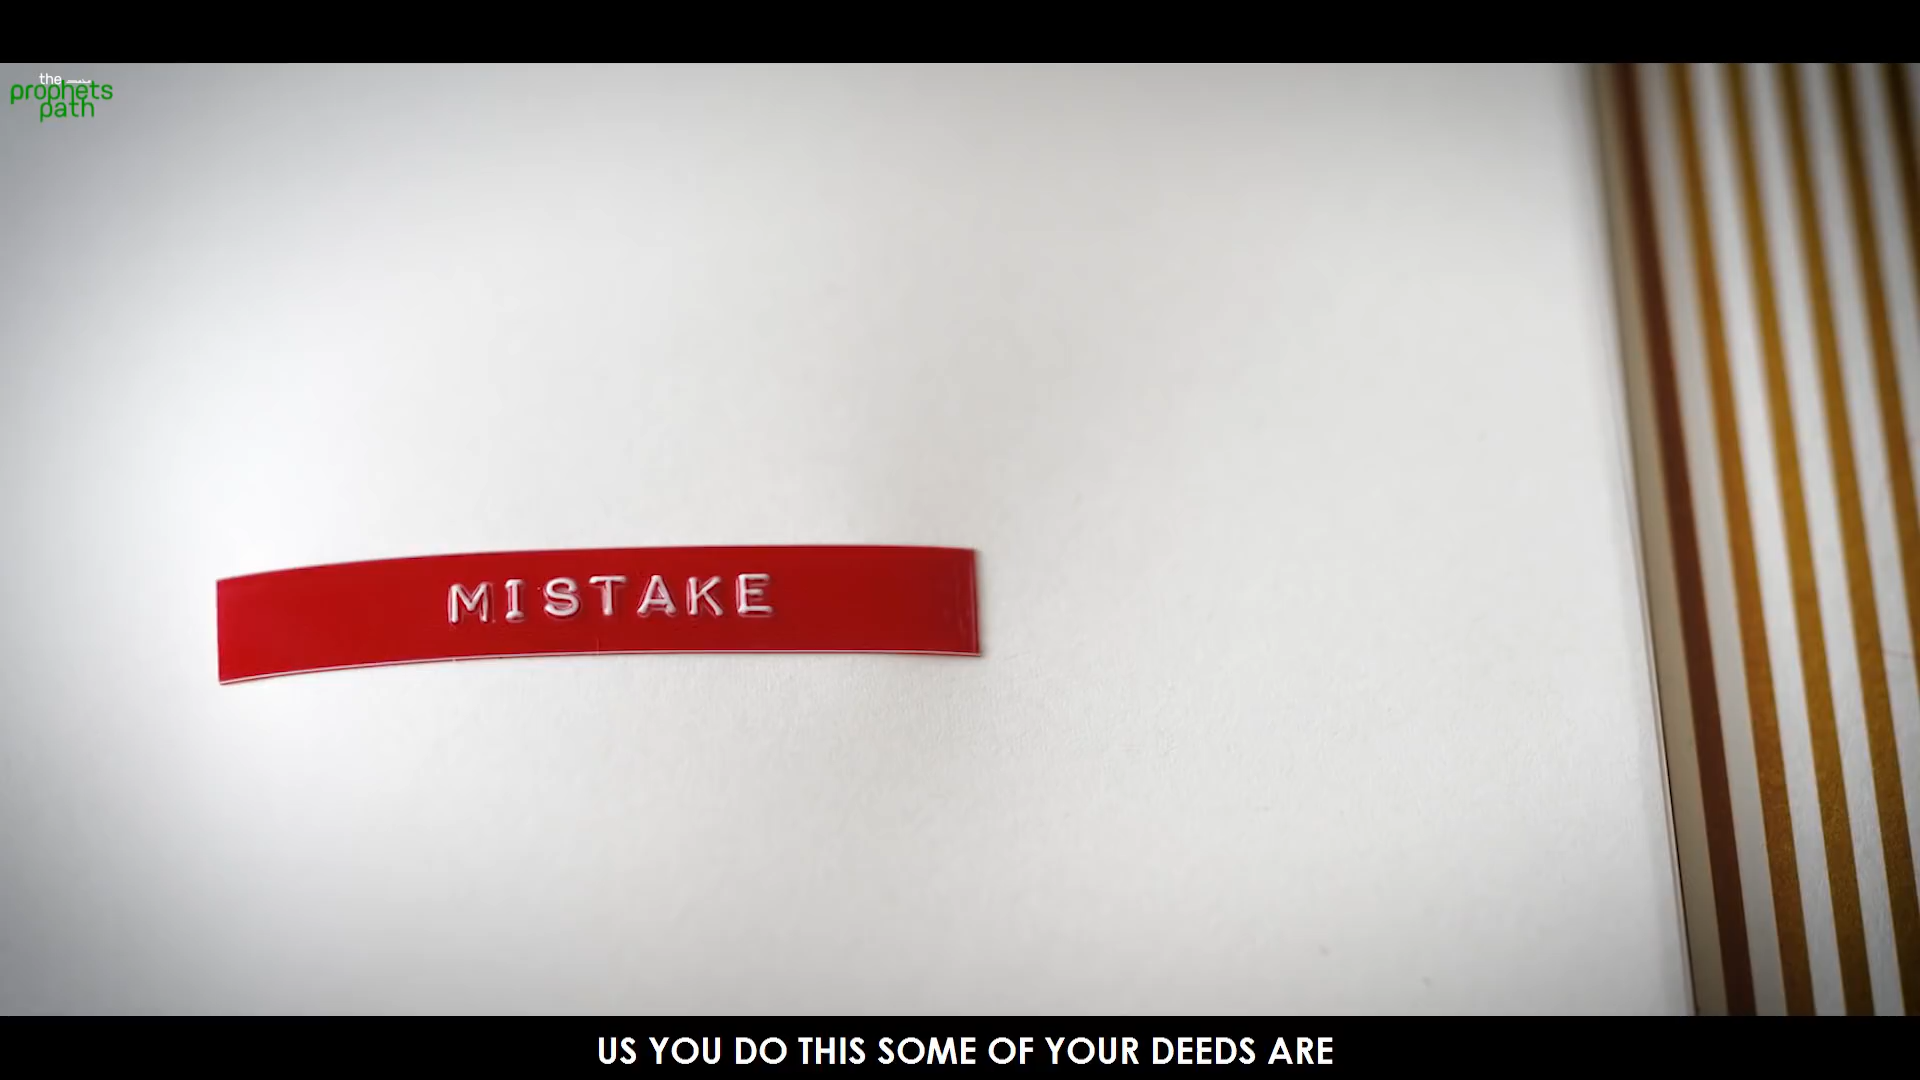 the
prophets
path
MISTAKE
US YOU DO THIS SOME OF YOUR DEEDS ARE